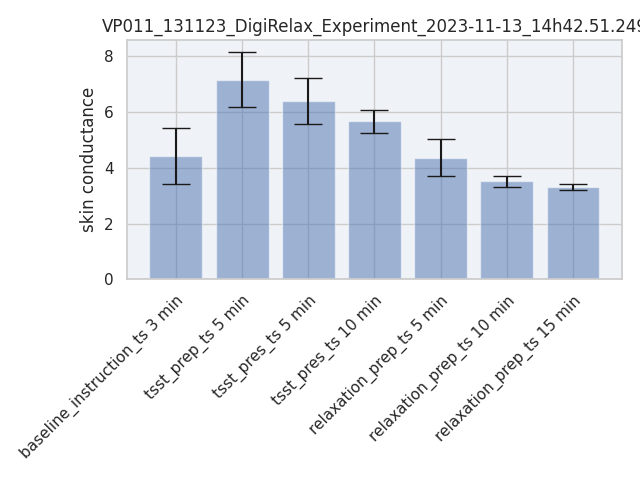 VP011_131123_DigiRelax_Experiment_2023-11-13_14h42.51.249
skin conductance
8
6
4
2
0
baseline_instruction_ts 3 min
tsst_prep_ts 5 min
tsst_pres_ts 5 min
tsst_pres_ts 10 min
relaxation_prep_ts 5 min
relaxation_prep_ts 10 min
relaxation_prep_ts 15 min